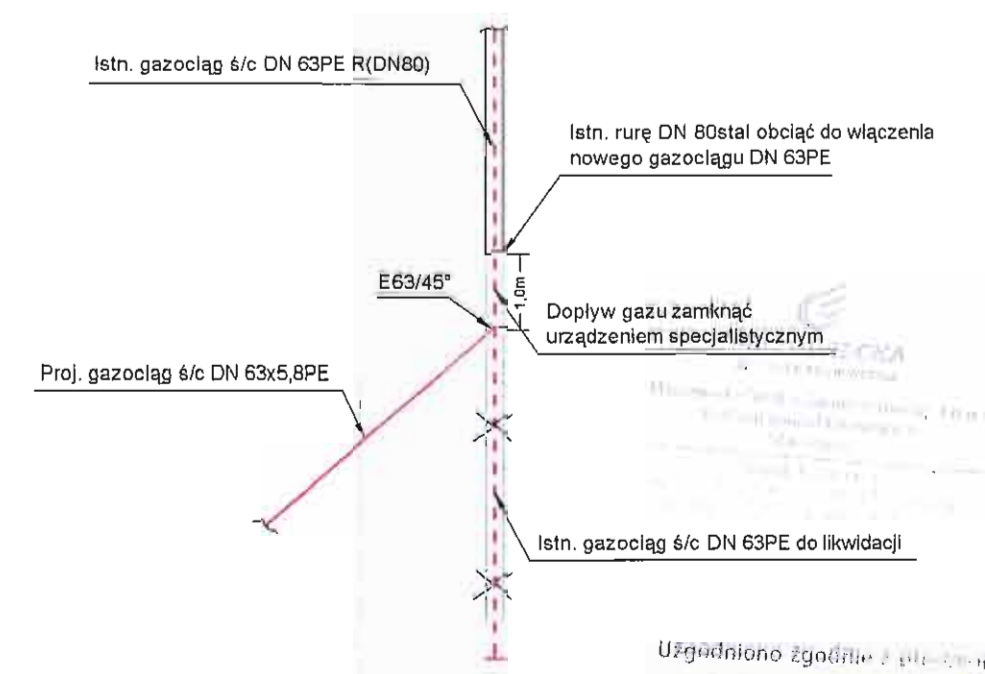 Istn. gazociąg ś/c DN 63PE R(DN80)
Istn. rurę DN 80stal obciąć do włączenia
nowego gazociągu DN 63PE
E63/45°
1,0m
Dopływ gazu zamknąć
urządzeniem specjalistycznym
Proj. gazociąg ś/c DN 63x5,8PE
Istn. gazociąg ś/c DN 63PE do likwidacji
Uzgodniono zgodnie z